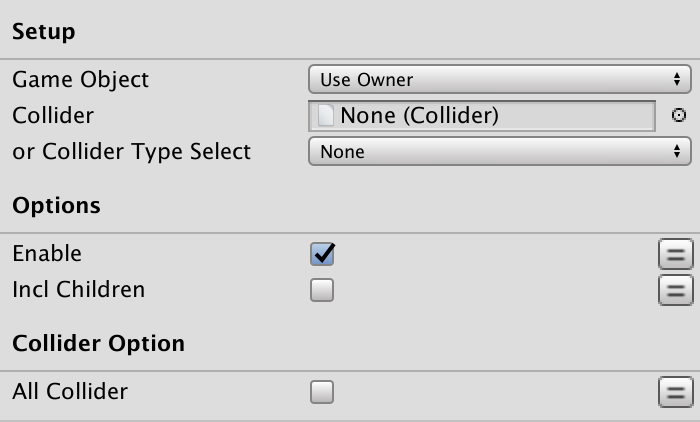 Setup
Game Object Use Owner
Collider None (Collider)
or Collider Type Select None
Options
Enable
Incl Children
Collider Option
All Collider